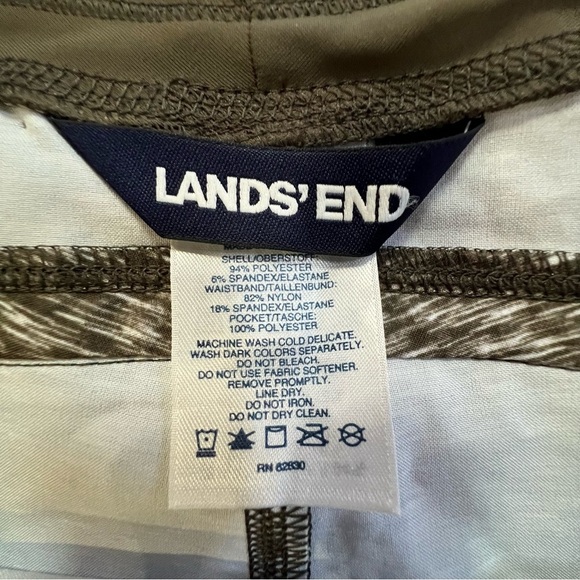 LANDS' END
SHELL/OBERSTOFF:
94% POLYESTER
6% SPANDEX/ELASTANE
WAISTBAND/TAILLENBUND:
82% NYLON
18% SPANDEX/ELASTANE
POCKET/TASCHE:
100% POLYESTER
MACHINE WASH COLD DELICATE.
WASH DARK COLORS SEPARATELY.
DO NOT BLEACH.
DO NOT USE FABRIC SOFTENER.
REMOVE PROMPTLY.
LINE DRY.
DO NOT IRON.
DO NOT DRY CLEAN.
RN 62830